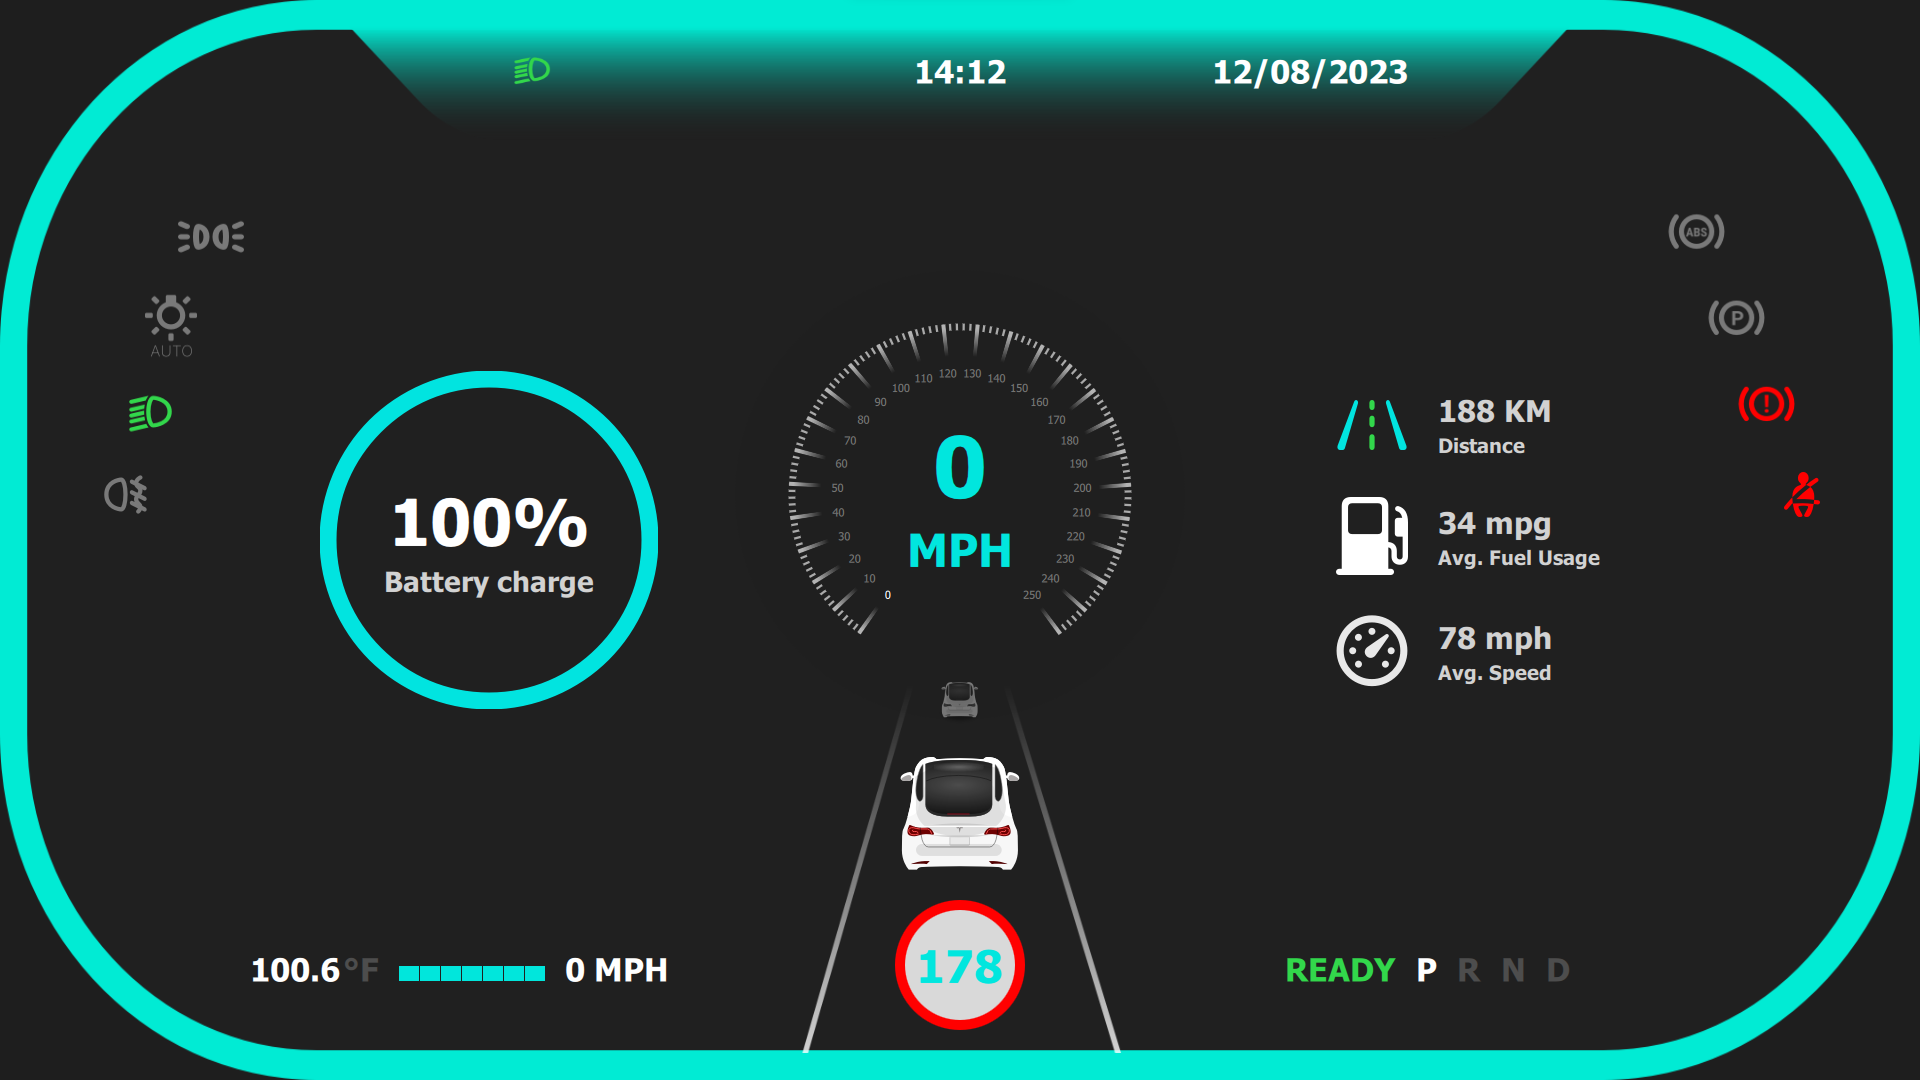 14:12
12/08/2023
AUTO
ABS
P
!
100%
Battery charge
0
10
20
30
40
50
60
70
80
90
100
110
120
130
140
150
160
170
180
190
200
210
220
230
240
250
0
MPH
188 KM
Distance
34 mpg
Avg. Fuel Usage
78 mph
Avg. Speed
100.6°F
0 MPH
178
READY P R N D